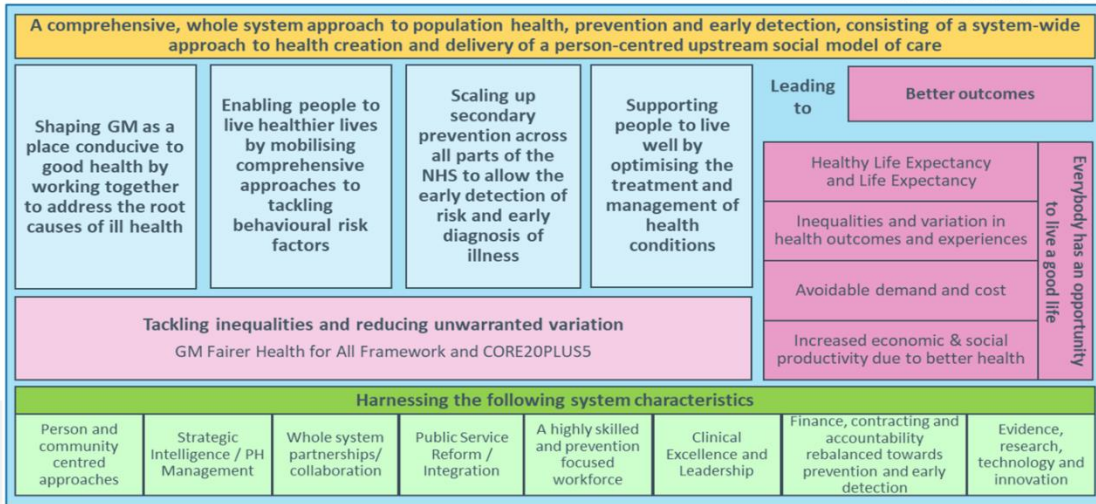 A comprehensive, whole system approach to population health, prevention and early detection, consisting of a system-wide
approach to health creation and delivery of a person-centred upstream social model of care
Shaping GM as a
place conducive to
good health by
working together
to address the root
causes of ill health
Enabling people to
live healthier lives
by mobilising
comprehensive
approaches to
tackling
behavioural risk
factors
Scaling up
secondary
prevention across
all parts of the
NHS to allow the
early detection of
risk and early
diagnosis of
illness
Supporting
people to live
well by
optimising the
treatment and
management of
health
conditions
Leading
to
Better outcomes
Healthy Life Expectancy
and Life Expectancy
Inequalities and variation in
health outcomes and experiences
Avoidable demand and cost
Increased economic & social
productivity due to better health
Everybody has an opportunity
to live a good life
Tackling inequalities and reducing unwarranted variation
GM Fairer Health for All Framework and CORE20PLUS5
Harnessing the following system characteristics
Person and
community
centred
approaches
Strategic
Intelligence / PH
Management
Whole system
partnerships/
collaboration
Public Service
Reform /
Integration
A highly skilled
and prevention
focused
workforce
Clinical
Excellence and
Leadership
Finance, contracting and
accountability
rebalanced towards
prevention and early
detection
Evidence,
research,
technology and
innovation